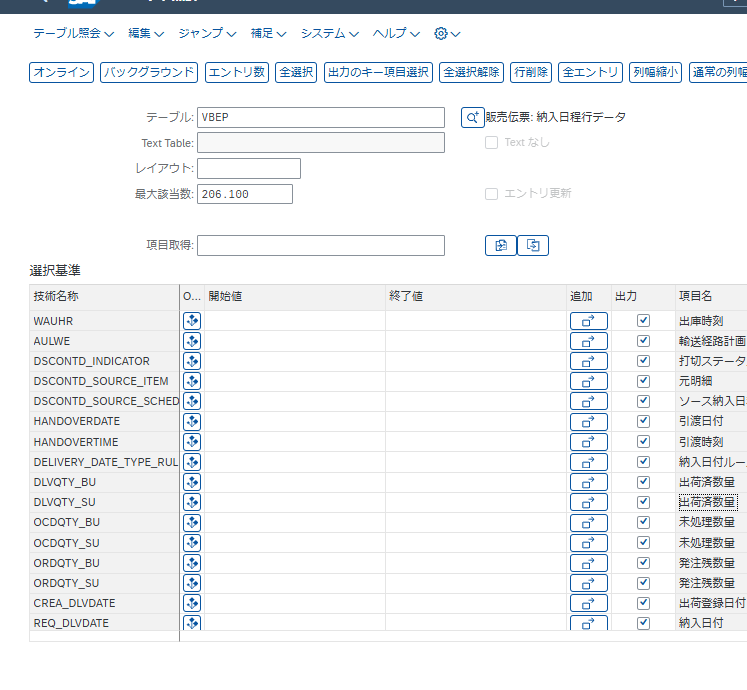 テーブル照会 編集 ジャンプ 補足 システム ヘルプ
オンライン バックグラウンド エントリ数 全選択 出力のキー項目選択 全選択解除 行削除 全エントリ 列幅縮小 通常の列幅
テーブル: VBEP 販売伝票: 納入日程行データ
Text Table: Text なし
レイアウト:
最大該当数: 206.100 エントリ更新
項目取得:
選択基準
技術名称 O... 開始値 終了値 追加 出力 項目名
WAUHR 出庫時刻
AULWE 輸送経路計画
DSCONTD_INDICATOR 打切ステータ
DSCONTD_SOURCE_ITEM 元明細
DSCONTD_SOURCE_SCHED ソース納入日
HANDOVERDATE 引渡日付
HANDOVERTIME 引渡時刻
DELIVERY_DATE_TYPE_RUL 納入日付ルー
DLVQTY_BU 出荷済数量
DLVQTY_SU 出荷済数量
OCDQTY_BU 未処理数量
OCDQTY_SU 未処理数量
ORDQTY_BU 発注残数量
ORDQTY_SU 発注残数量
CREA_DLVDATE 出荷登録日付
REQ_DLVDATE 納入日付